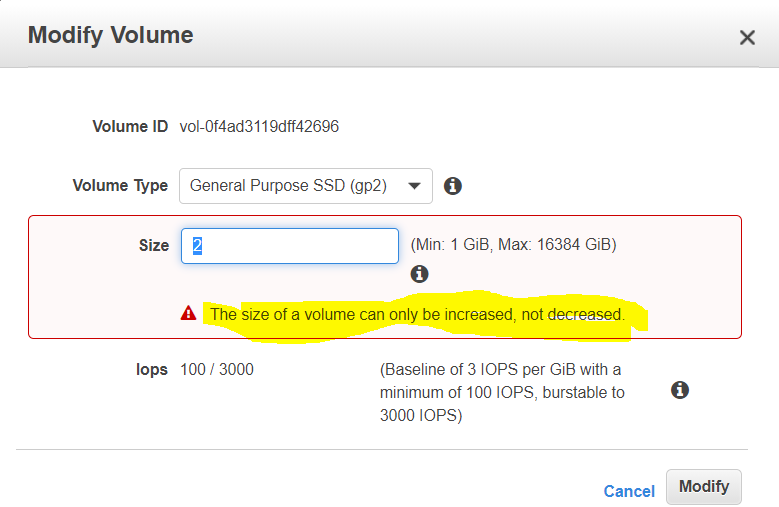 Modify Volume
Volume ID vol-0f4ad3119dff42696
Volume Type General Purpose SSD (gp2)
Size 2 (Min: 1 GiB, Max: 16384 GiB)
The size of a volume can only be increased, not decreased.
Iops 100 / 3000 (Baseline of 3 IOPS per GiB with a
minimum of 100 IOPS, burstable to
3000 IOPS)
Cancel Modify